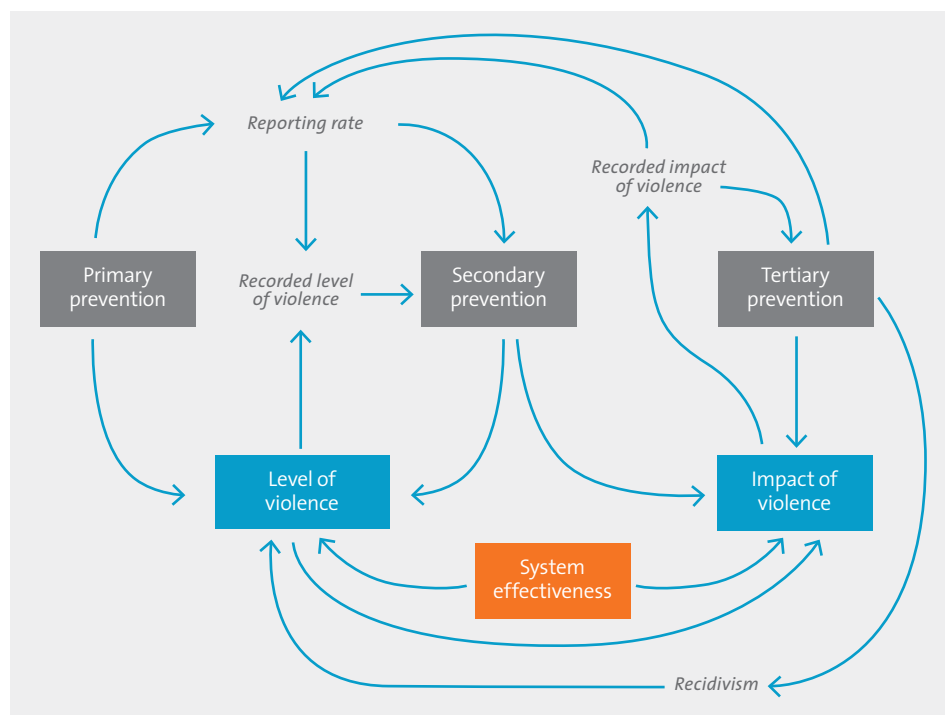 Reporting rate
Recorded impact
of violence
Primary
prevention
Recorded level
of violence
Secondary
prevention
Tertiary
prevention
Level of
violence
Impact of
violence
System
effectiveness
Recidivism